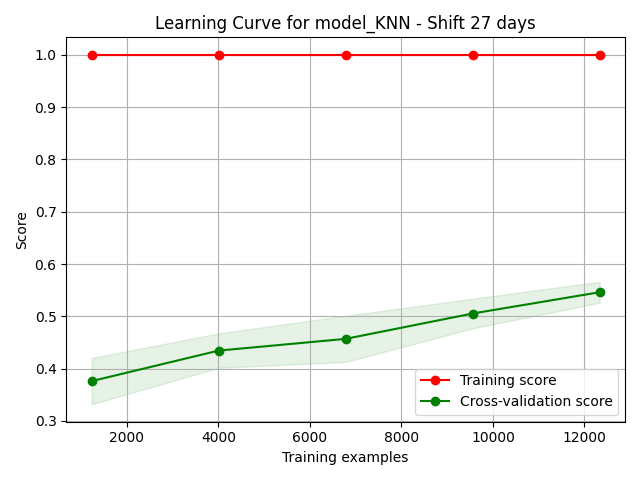 Learning Curve for model_KNN - Shift 27 days
Score
1.0
0.9
0.8
0.7
0.6
0.5
0.4
0.3
Training score
Cross-validation score
2000 4000 6000 8000 10000 12000
Training examples